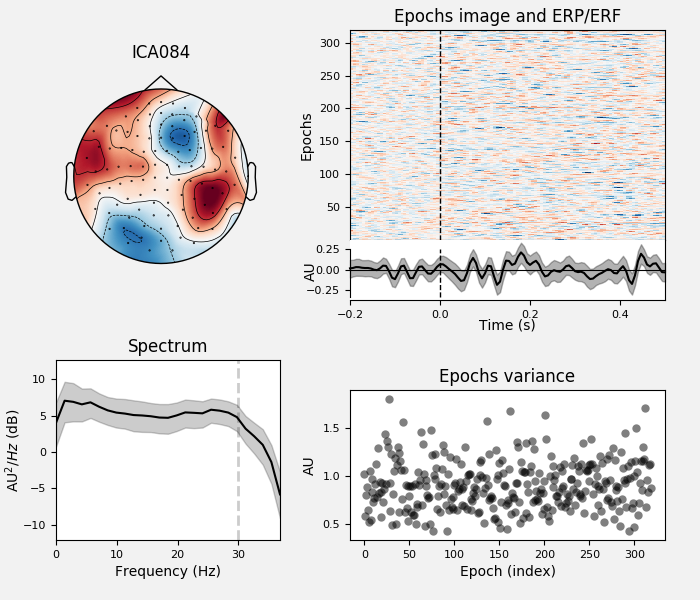 ICA084
Epochs image and ERP/ERF
Epochs
300
250
200
150
100
50
AU
0.25
0.00
−0.25
−0.2
0.0
0.2
0.4
Time (s)
Spectrum
AU²/Hz (dB)
10
5
0
−5
−10
0
10
20
30
Frequency (Hz)
Epochs variance
AU
1.5
1.0
0.5
0
50
100
150
200
250
300
Epoch (index)